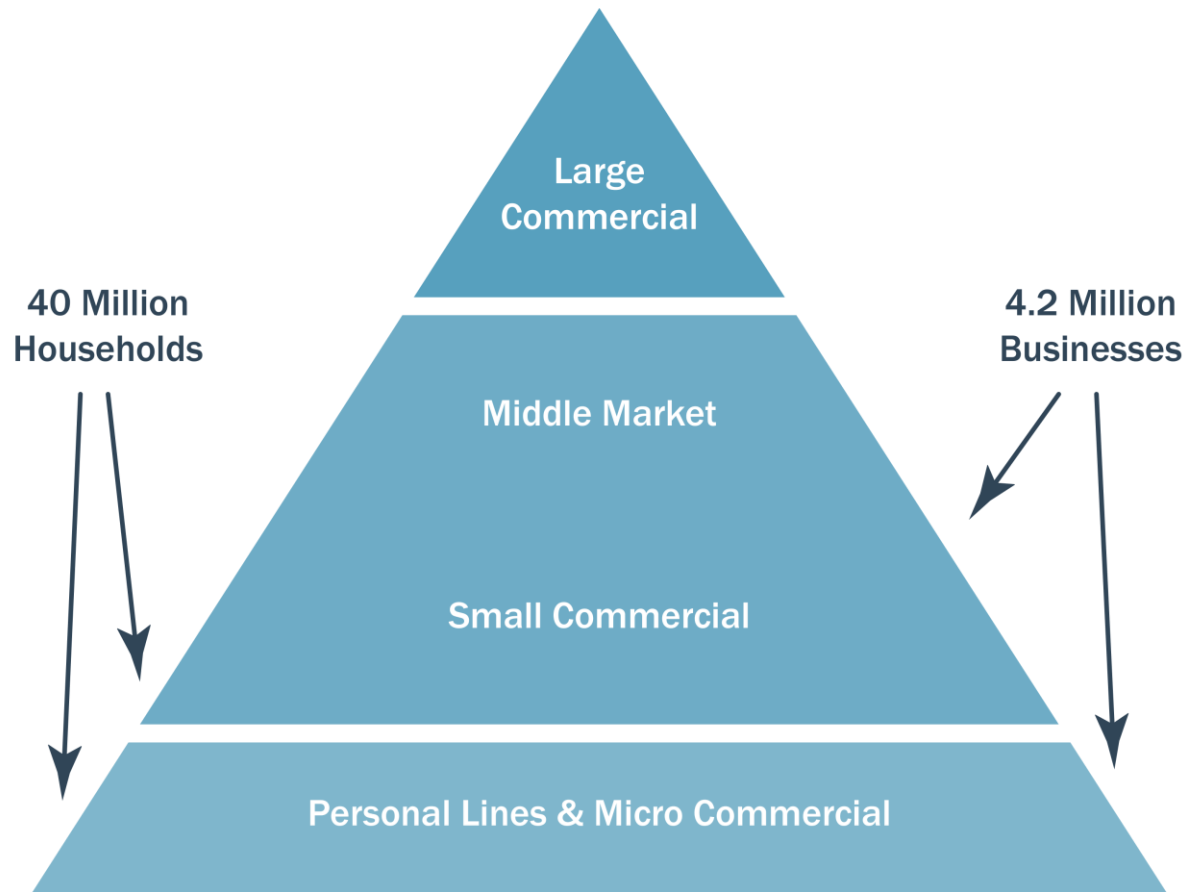 Large
Commercial
40 Million
Households
4.2 Million
Businesses
Middle Market
Small Commercial
Personal Lines & Micro Commercial